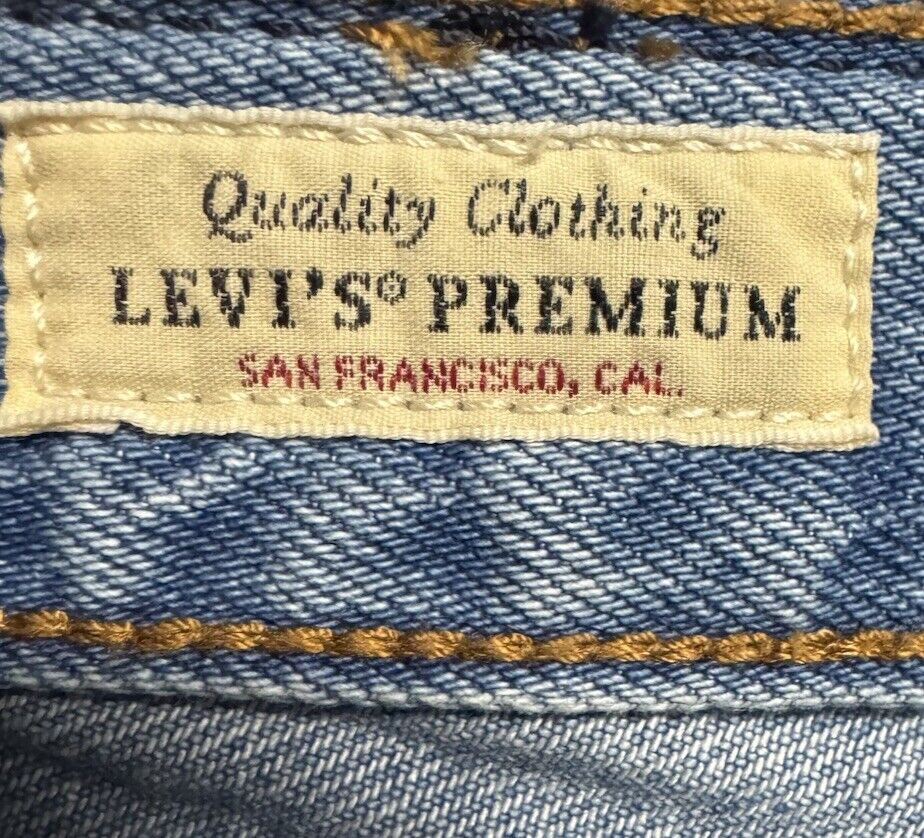 Quality Clothing
LEVI'S® PREMIUM
SAN FRANCISCO, CAL.